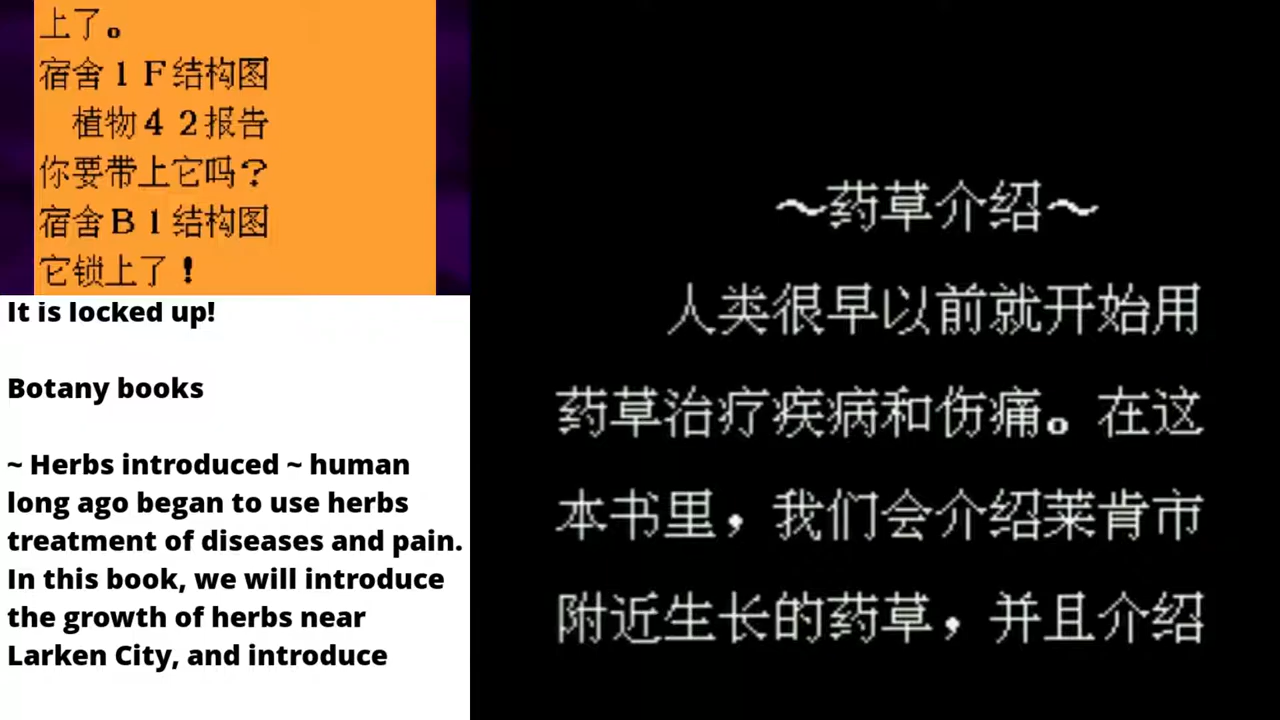 上了。
宿舍1F结构图
植物42报告
你要带上它吗?
宿舍B1结构图
它锁上了!
It is locked up!
Botany books
~ Herbs introduced ~ human
long ago began to use herbs
treatment of diseases and pain.
In this book, we will introduce
the growth of herbs near
Larken City, and introduce
～药草介绍～
人类很早以前就开始用
药草治疗疾病和伤痛。在这
本书里，我们会介绍莱肯市
附近生长的药草，并且介绍